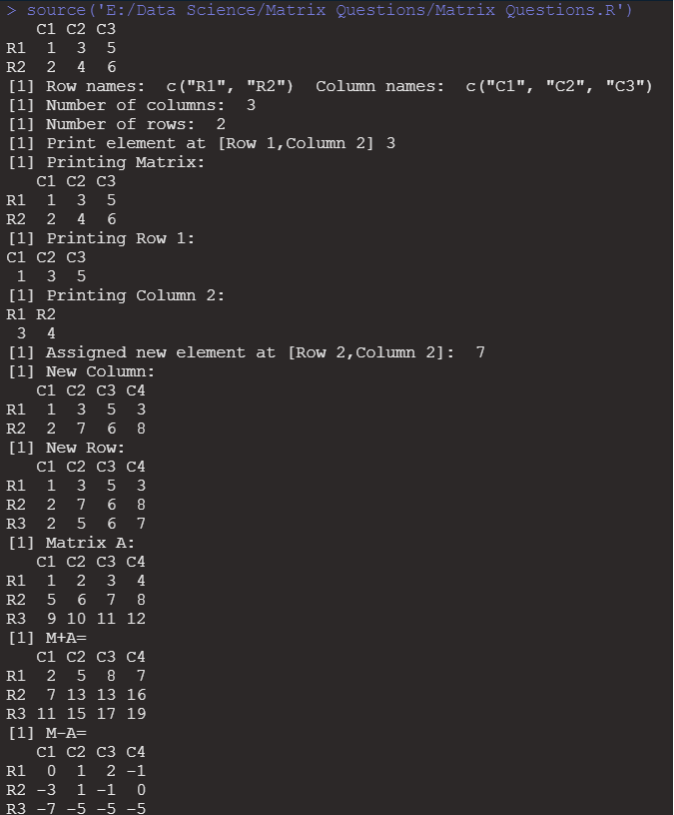 > source('E:/Data Science/Matrix Questions/Matrix Questions.R')
   C1 C2 C3
R1  1  3  5
R2  2  4  6
[1] Row names:  c("R1", "R2")  Column names:  c("C1", "C2", "C3")
[1] Number of columns:  3
[1] Number of rows:  2
[1] Print element at [Row 1,Column 2] 3
[1] Printing Matrix:
   C1 C2 C3
R1  1  3  5
R2  2  4  6
[1] Printing Row 1:
C1 C2 C3
 1  3  5
[1] Printing Column 2:
R1 R2
 3  4
[1] Assigned new element at [Row 2,Column 2]:  7
[1] New Column:
   C1 C2 C3 C4
R1  1  3  5  3
R2  2  7  6  8
[1] New Row:
   C1 C2 C3 C4
R1  1  3  5  3
R2  2  7  6  8
R3  2  5  6  7
[1] Matrix A:
   C1 C2 C3 C4
R1  1  2  3  4
R2  5  6  7  8
R3  9 10 11 12
[1] M+A=
   C1 C2 C3 C4
R1  2  5  8  7
R2  7 13 13 16
R3 11 15 17 19
[1] M-A=
   C1 C2 C3 C4
R1  0  1  2 -1
R2 -3  1 -1  0
R3 -7 -5 -5 -5